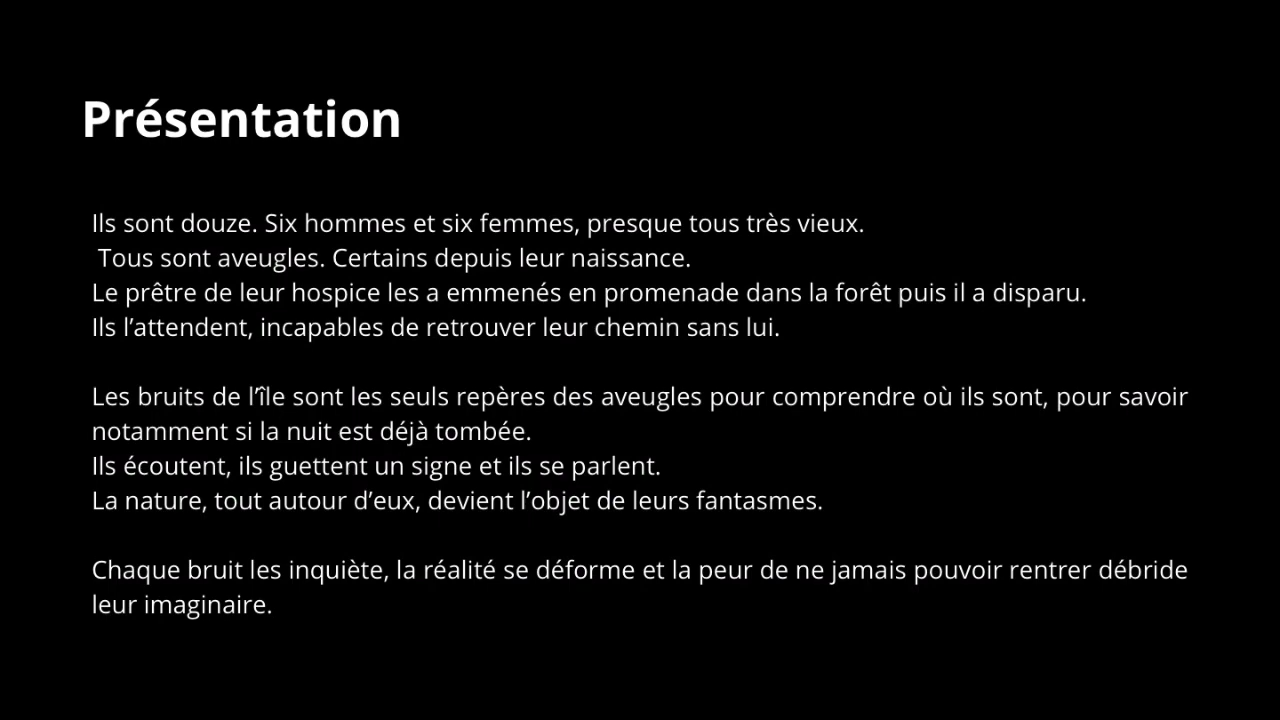 Présentation
Ils sont douze. Six hommes et six femmes, presque tous très vieux.
Tous sont aveugles. Certains depuis leur naissance.
Le prêtre de leur hospice les a emmenés en promenade dans la forêt puis il a disparu.
Ils l’attendent, incapables de retrouver leur chemin sans lui.
Les bruits de l’île sont les seuls repères des aveugles pour comprendre où ils sont, pour savoir
notamment si la nuit est déjà tombée.
Ils écoutent, ils guettent un signe et ils se parlent.
La nature, tout autour d’eux, devient l’objet de leurs fantasmes.
Chaque bruit les inquiète, la réalité se déforme et la peur de ne jamais pouvoir rentrer débride
leur imaginaire.